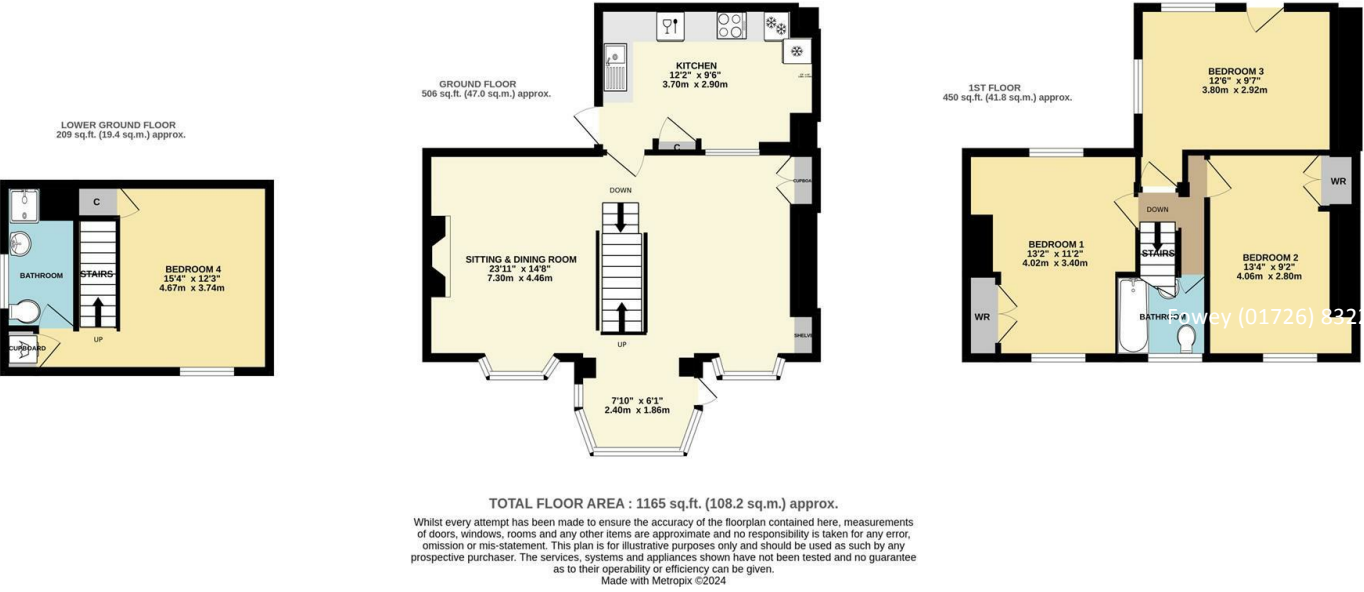 LOWER GROUND FLOOR
209 sq.ft. (19.4 sq.m.) approx.
C
BATHROOM
STAIRS
BEDROOM 4
15'4" x 12'3"
4.67m x 3.74m
UP
CUPBOARD
GROUND FLOOR
506 sq.ft. (47.0 sq.m.) approx.
KITCHEN
12'2" x 9'6"
3.70m x 2.90m
C
DOWN
CUPBOA
SITTING & DINING ROOM
23'11" x 14'8"
7.30m x 4.46m
UP
SHELVE
7'10" x 6'1"
2.40m x 1.86m
1ST FLOOR
450 sq.ft. (41.8 sq.m.) approx.
BEDROOM 3
12'6" x 9'7"
3.80m x 2.92m
WR
DOWN
BEDROOM 1
13'2" x 11'2"
4.02m x 3.40m
STAIRS
BEDROOM 2
13'4" x 9'2"
4.06m x 2.80m
WR
BATHROOM
Fowey (01726) 8322
TOTAL FLOOR AREA : 1165 sq.ft. (108.2 sq.m.) approx.
Whilst every attempt has been made to ensure the accuracy of the floorplan contained here, measurements
of doors, windows, rooms and any other items are approximate and no responsibility is taken for any error,
omission or mis-statement. This plan is for illustrative purposes only and should be used as such by any
prospective purchaser. The services, systems and appliances shown have not been tested and no guarantee
as to their operability or efficiency can be given.
Made with Metropix ©2024